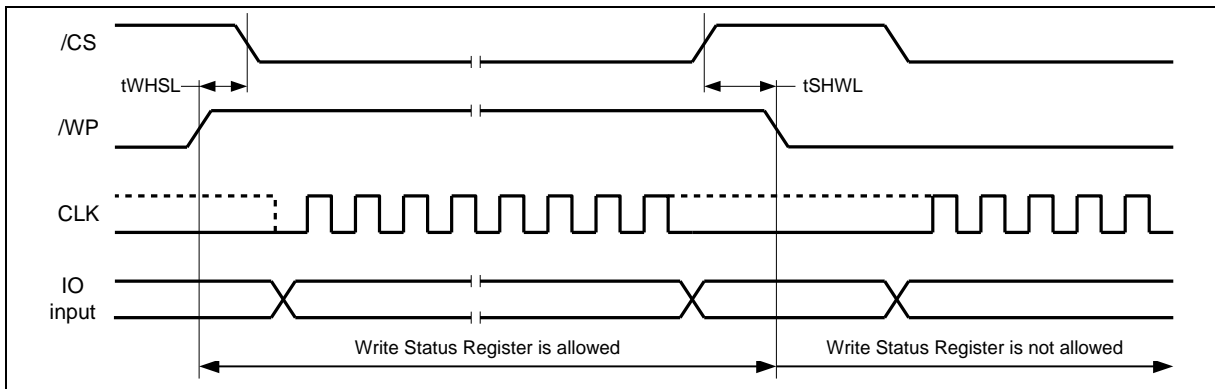 /CS
tWHSL
tSHWL
/WP
CLK
IO
input
Write Status Register is allowed
Write Status Register is not allowed